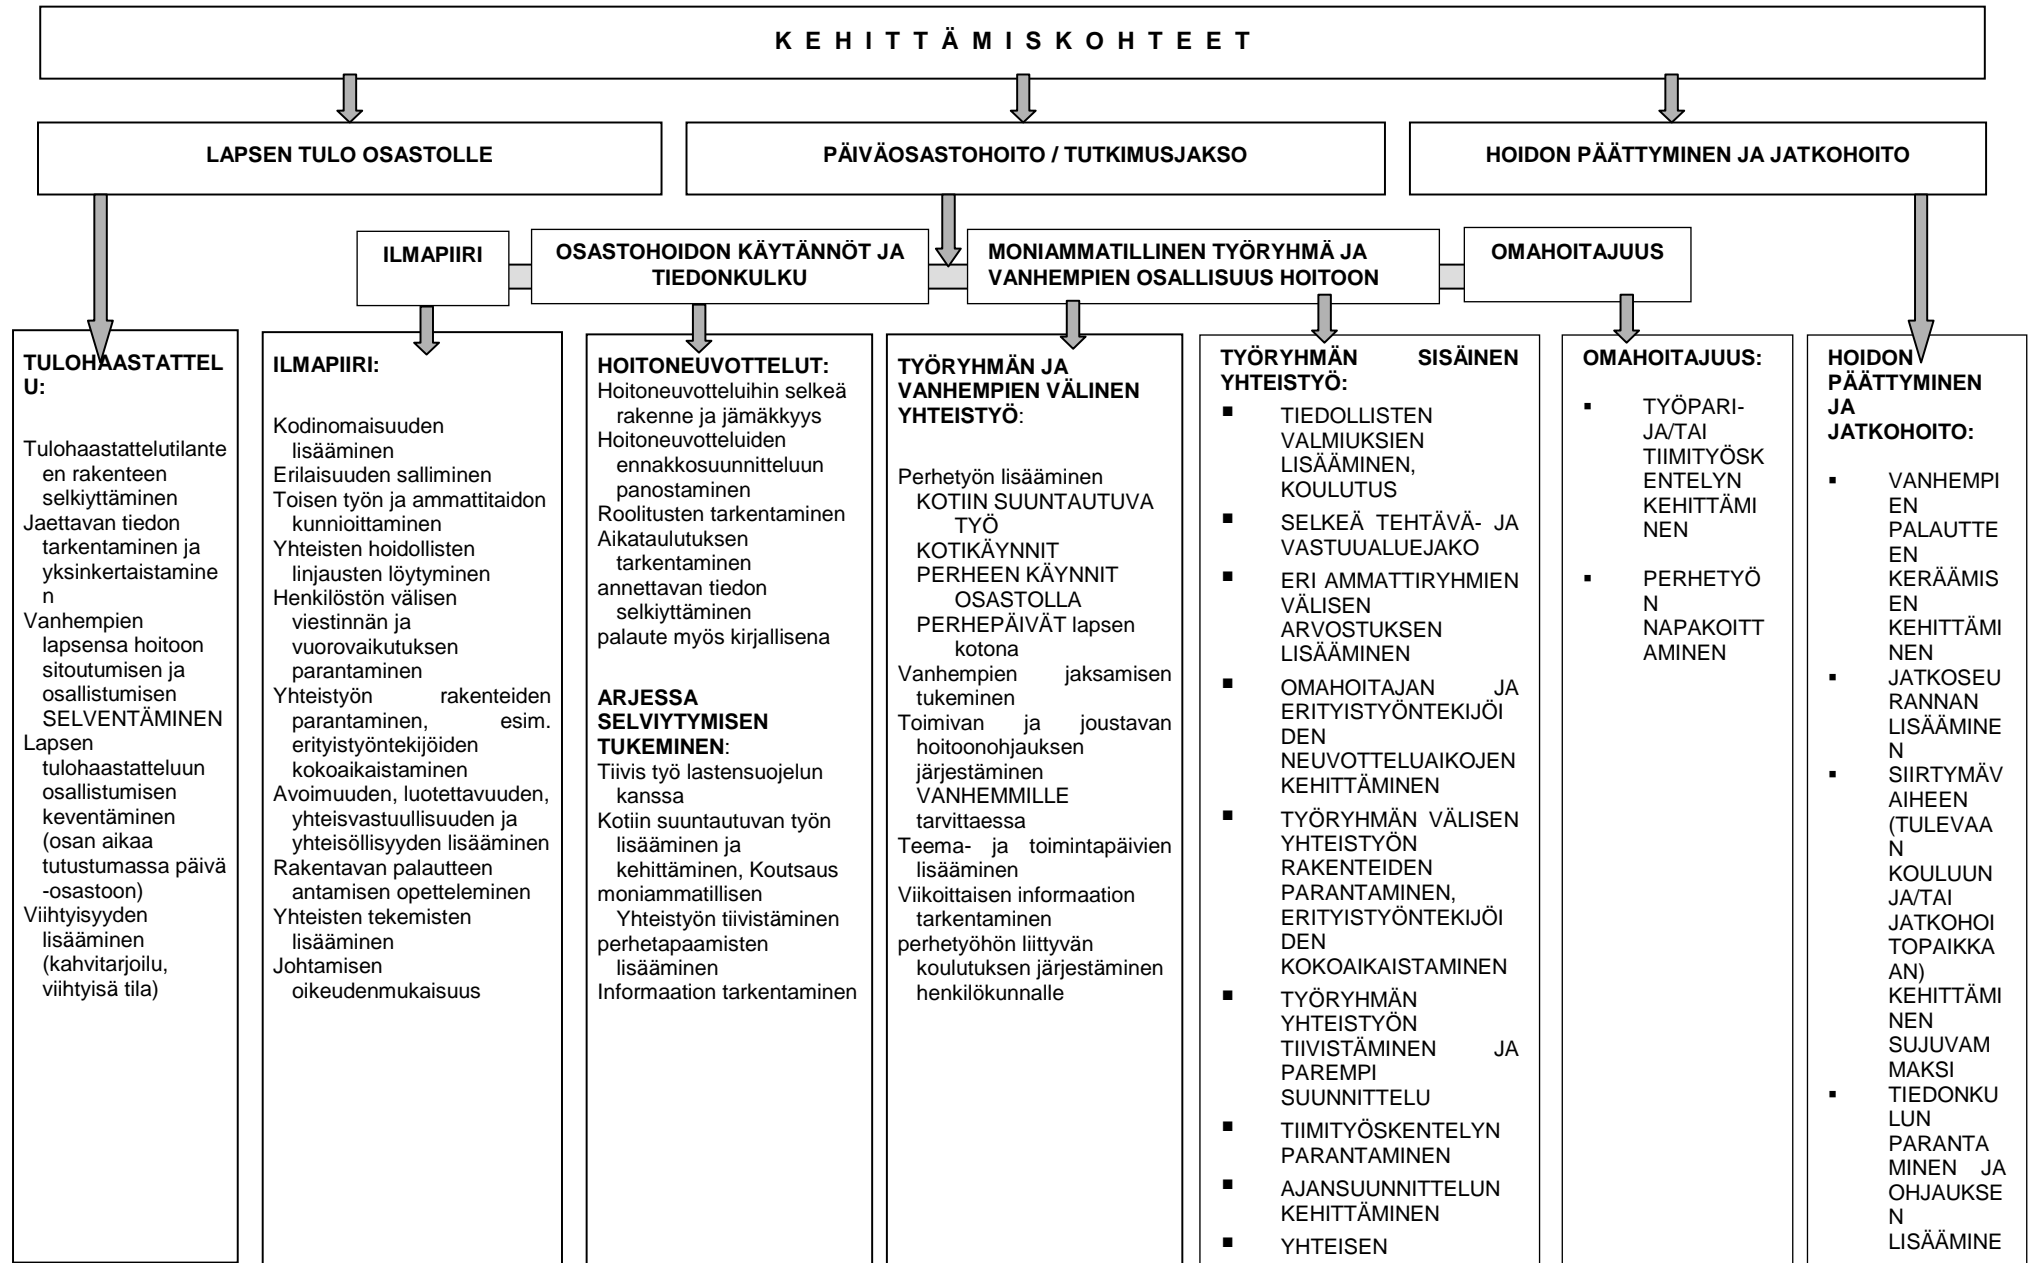 K E H I T T Ä M I S K O H T E E T
LAPSEN TULO OSASTOLLE
PÄIVÄOSASTOHOITO / TUTKIMUSJAKSO
HOIDON PÄÄTTYMINEN JA JATKOHOITO
ILMAPIIRI
OSASTOHOIDON KÄYTÄNNÖT JA
TIEDONKULKU
MONIAMMATILLINEN TYÖRYHMÄ JA
VANHEMPIEN OSALLISUUS HOITOON
OMAHOITAJUUS
TULOHAASTATTEL
U:
Tulohaastattelutilante
en rakenteen
selkiyttäminen
Jaettavan tiedon
tarkentaminen ja
yksinkertaistamine
n
Vanhempien
lapsensa hoitoon
sitoutumisen ja
osallistumisen
SELVENTÄMINEN
Lapsen
tulohaastatteluun
osallistumisen
keventäminen
(osan aikaa
tutustumassa päivä
-osastoon)
Viihtyisyyden
lisääminen
(kahvitarjoilu,
viihtyisä tila)
ILMAPIIRI:
Kodinomaisuuden
lisääminen
Erilaisuuden salliminen
Toisen työn ja ammattitaidon
kunnioittaminen
Yhteisten hoidollisten
linjausten löytyminen
Henkilöstön välisen
viestinnän ja
vuorovaikutuksen
parantaminen
Yhteistyön rakenteiden
parantaminen, esim.
erityistyöntekijöiden
kokoaikaistaminen
Avoimuuden, luotettavuuden,
yhteisvastuullisuuden ja
yhteisöllisyyden lisääminen
Rakentavan palautteen
antamisen opetteleminen
Yhteisten tekemisten
lisääminen
Johtamisen
oikeudenmukaisuus
HOITONEUVOTTELUT:
Hoitoneuvotteluihin selkeä
rakenne ja jämäkkyys
Hoitoneuvotteluiden
ennakkosuunnitteluun
panostaminen
Roolitusten tarkentaminen
Aikataulutuksen
tarkentaminen
annettavan tiedon
selkiyttäminen
palaute myös kirjallisena
ARJESSA
SELVIYTYMISEN
TUKEMINEN:
Tiivis työ lastensuojelun
kanssa
Kotiin suuntautuvan työn
lisääminen ja
kehittäminen, Koutsaus
moniammatillisen
Yhteistyön tiivistäminen
perhetapaamisten
lisääminen
Informaation tarkentaminen
TYÖRYHMÄN JA
VANHEMPIEN VÄLINEN
YHTEISTYÖ:
Perhetyön lisääminen
KOTIIN SUUNTAUTUVA
TYÖ
KOTIKÄYNNIT
PERHEEN KÄYNNIT
OSASTOLLA
PERHEPÄIVÄT lapsen
kotona
Vanhempien jaksamisen
tukeminen
Toimivan ja joustavan
hoitoonohjauksen
järjestäminen
VANHEMMILLE
tarvittaessa
Teema- ja toimintapäivien
lisääminen
Viikoittaisen informaation
tarkentaminen
perhetyöhön liittyvän
koulutuksen järjestäminen
henkilökunnalle
TYÖRYHMÄN SISÄINEN
YHTEISTYÖ:
▪ TIEDOLLISTEN
VALMIUKSIEN
LISÄÄMINEN,
KOULUTUS
▪ SELKEÄ TEHTÄVÄ- JA
VASTUUALUEJAKO
▪ ERI AMMATTIRYHMIEN
VÄLISEN
ARVOSTUKSEN
LISÄÄMINEN
▪ OMAHOITAJAN JA
ERITYISTYÖNTEKIJÖI
DEN
NEUVOTTELUAIKOJEN
KEHITTÄMINEN
▪ TYÖRYHMÄN VÄLISEN
YHTEISTYÖN
RAKENTEIDEN
PARANTAMINEN,
ERITYISTYÖNTEKIJÖI
DEN
KOKOAIKAISTAMINEN
▪ TYÖRYHMÄN
YHTEISTYÖN
TIIVISTÄMINEN JA
PAREMPI
SUUNNITTELU
▪ TIIMITYÖSKENTELYN
PARANTAMINEN
▪ AJANSUUNNITTELUN
KEHITTÄMINEN
▪ YHTEISEN
OMAHOITAJUUS:
▪ TYÖPARI-
JA/TAI
TIIMITYÖSK
ENTELYN
KEHITTÄMI
NEN
▪ PERHETYÖ
N
NAPAKOITT
AMINEN
HOIDON
PÄÄTTYMINEN
JA
JATKOHOITO:
▪ VANHEMPI
EN
PALAUTTE
EN
KERÄÄMIS
EN
KEHITTÄMI
NEN
▪ JATKOSEU
RANNAN
LISÄÄMINE
N
▪ SIIRTYMÄV
AIHEEN
(TULEVAA
N
KOULUUN
JA/TAI
JATKOHOI
TOPAIKKA
AN)
KEHITTÄMI
NEN
SUJUVAM
MAKSI
▪ TIEDONKU
LUN
PARANTA
MINEN JA
OHJAUKSE
N
LISÄÄMINE